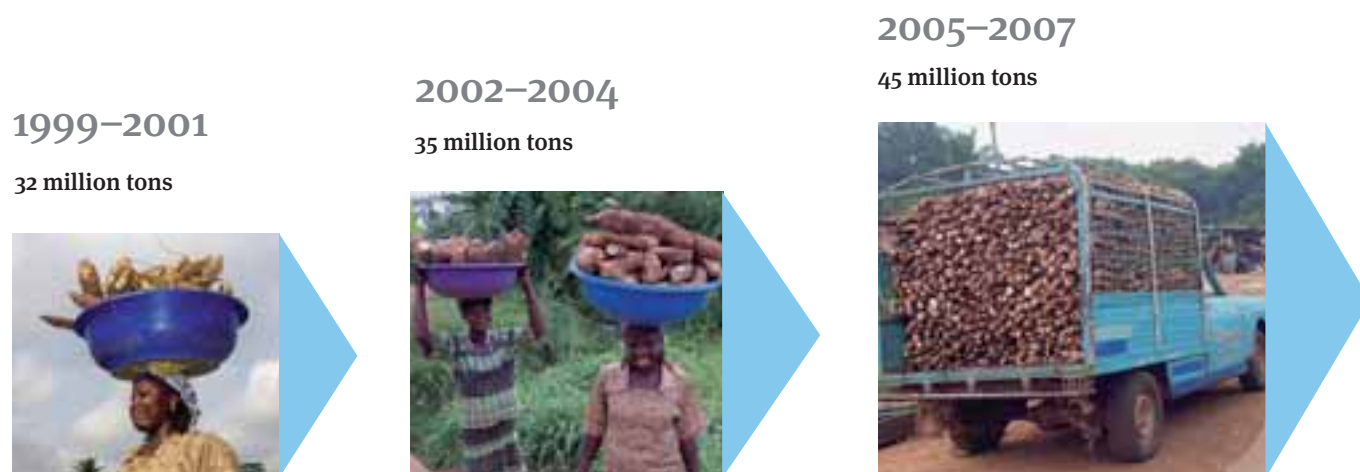 1999–2001
32 million tons
2002–2004
35 million tons
2005–2007
45 million tons